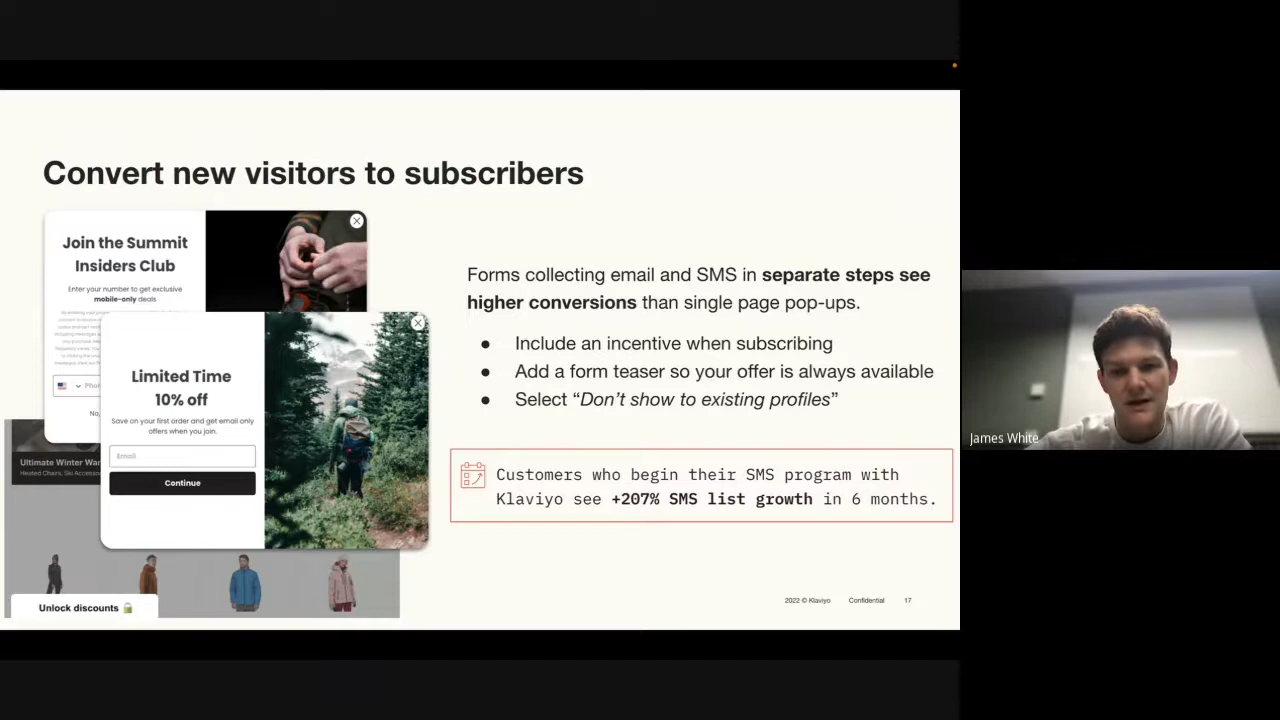 Convert new visitors to subscribers
Join the Summit
Insiders Club
Enter your number to get exclusive
mobile-only deals
No,
Limited Time
10% off
Save on your first order and get email only
offers when you join.
Email
Continue
Ultimate Winter
Heated Chairs, Ski
Unlock discounts
Forms collecting email and SMS in separate steps see
higher conversions than single page pop-ups.
● Include an incentive when subscribing
● Add a form teaser so your offer is always available
● Select “Don’t show to existing profiles”
Customers who begin their SMS program with
Klaviyo see +207% SMS list growth in 6 months.
2022 © Klaviyo Confidential 17
James White